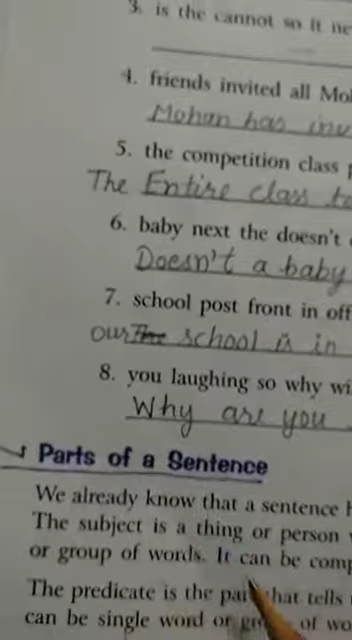 3. is the cannot so it ne
4. friends invited all Mo
Mohan has inv
5. the competition class p
The Entire class to
6. baby next the doesn't
Doesn't a baby
7. school post front in off
our The school is in
8. you laughing so why wi
Why are you
Parts of a Sentence
We already know that a sentence h
The subject is a thing or person
or group of words. It can be comp
The predicate is the part that tells
can be single word or group of wo